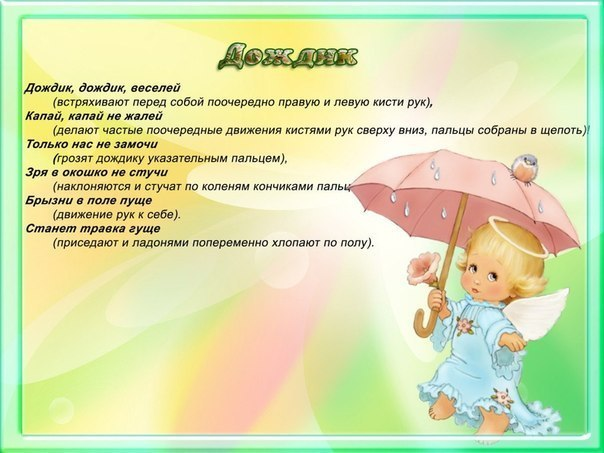 Дождик
Дождик, дождик, веселей
(встряхивают перед собой поочередно правую и левую кисти рук),
Капай, капай не жалей
(делают частые поочередные движения кистями рук сверху вниз, пальцы собраны в щепоть)!
Только нас не замочи
(грозят дождику указательным пальцем),
Зря в окошко не стучи
(наклоняются и стучат по коленям кончиками пальц
Брызни в поле пуще
(движение рук к себе).
Станет травка гуще
(приседают и ладонями попеременно хлопают по полу).